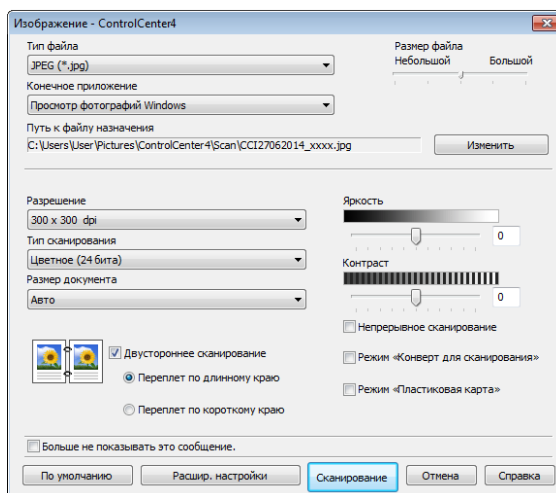 Изображение - ControlCenter4
Тип файла
JPEG (*.jpg)
Размер файла
Небольшой Большой
Конечное приложение
Просмотр фотографий Windows
Путь к файлу назначения
C:\Users\User\Pictures\ControlCenter4\Scan\CCI27062014_xxxx.jpg
Изменить
Разрешение
300 x 300 dpi
Тип сканирования
Цветное (24 бита)
Размер документа
Авто
Яркость
0
Контраст
0
Двустороннее сканирование
Переплет по длинному краю
Переплет по короткому краю
Непрерывное сканирование
Режим «Конверт для сканирования»
Режим «Пластиковая карта»
Больше не показывать это сообщение.
По умолчанию Расшир. настройки Сканирование Отмена Справка